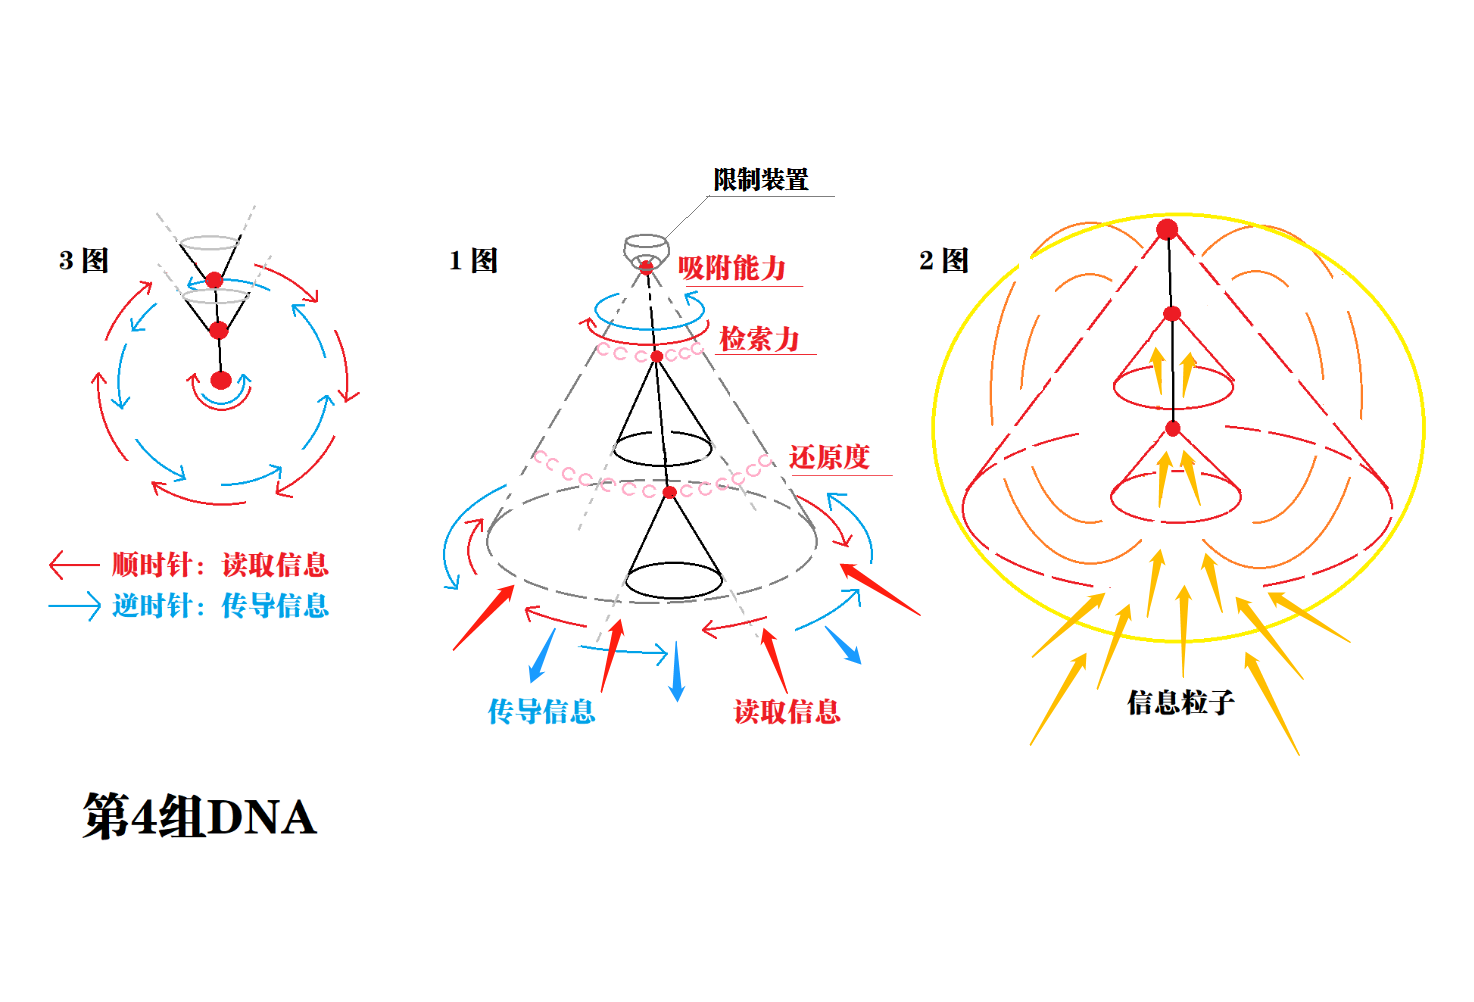 限制装置
3 图
1 图
吸附能力
2 图
检索力
还原度
顺时针：读取信息
逆时针：传导信息
传导信息
读取信息
信息粒子
第4组DNA